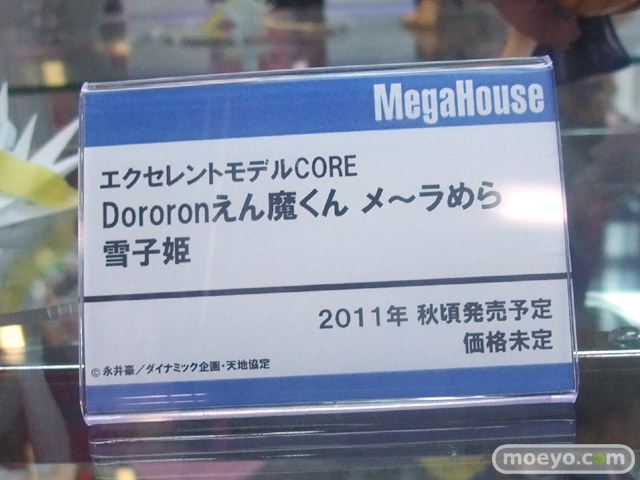 MegaHouse
エクセレントモデルCORE
Dororonえん魔くん メ～ラめら
雪子姫
2011年 秋頃発売予定
価格未定
© 永井豪／ダイナミック企画・天地協定
moeyo.com